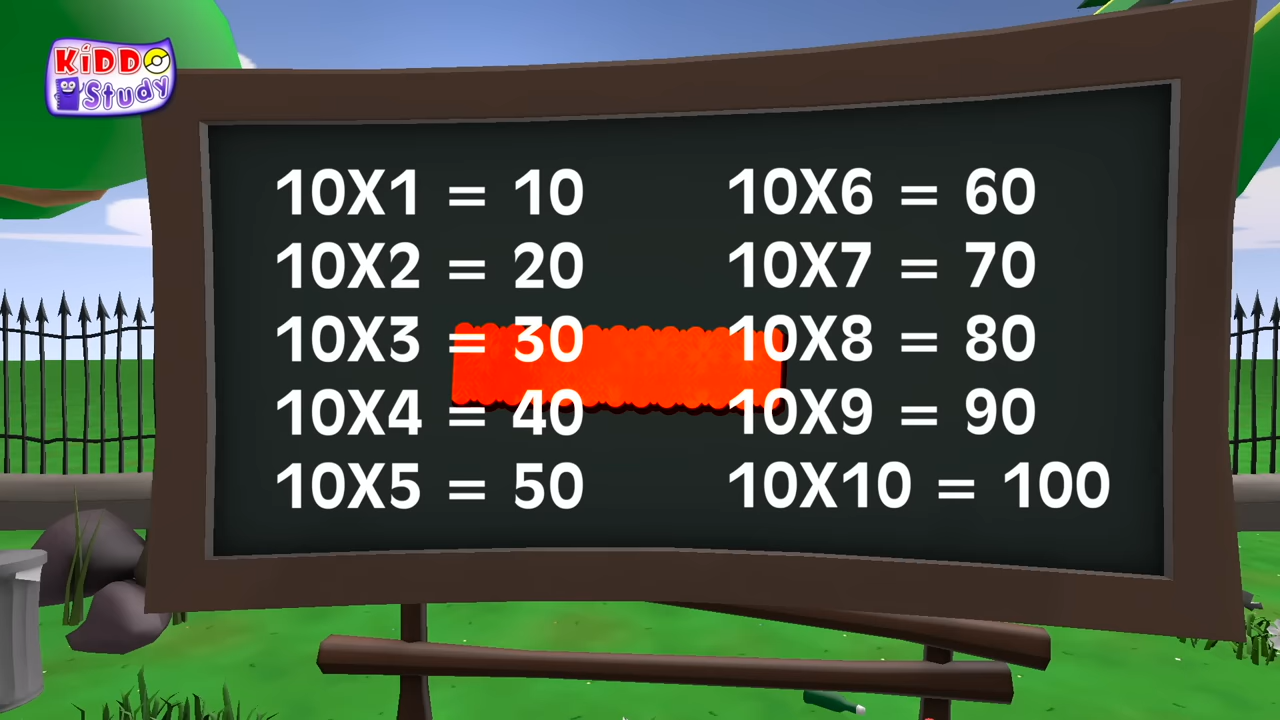 KiDDO
Study
10X1 = 10
10X2 = 20
10X3 = 30
10X4 = 40
10X5 = 50
10X6 = 60
10X7 = 70
10X8 = 80
10X9 = 90
10X10 = 100